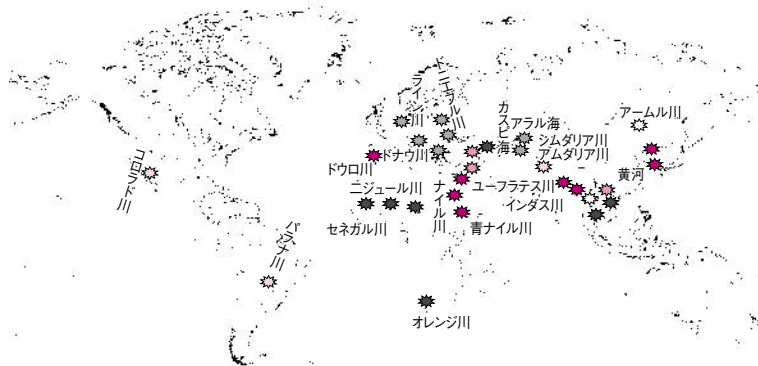 ライン川
ドニエプル川
カスピ海
アラル海
シムダリア川
アムダリア川
アームル川
ドナウ川
ドウロ川
コロラド川
ニジュール川
ナイル川
ユーフラテス川
インダス川
黄河
セネガル川
青ナイル川
パラナ川
オレンジ川